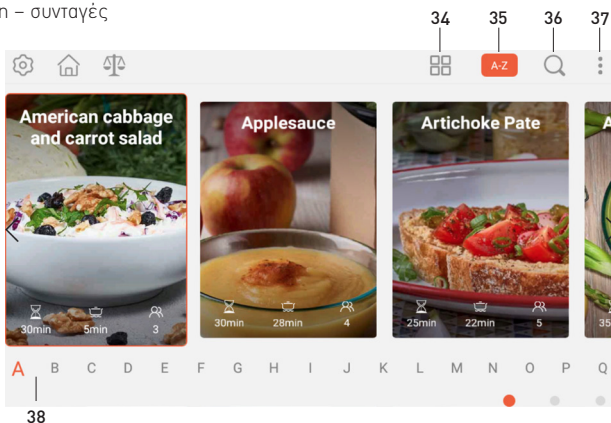 n – συνταγές
34 35 36 37
A-Z
American cabbage
and carrot salad
30min 5min 3
Applesauce
30min 28min 4
Artichoke Pate
25min 22min 5
A
35
A B C D E F G H I J K L M N O P Q
38